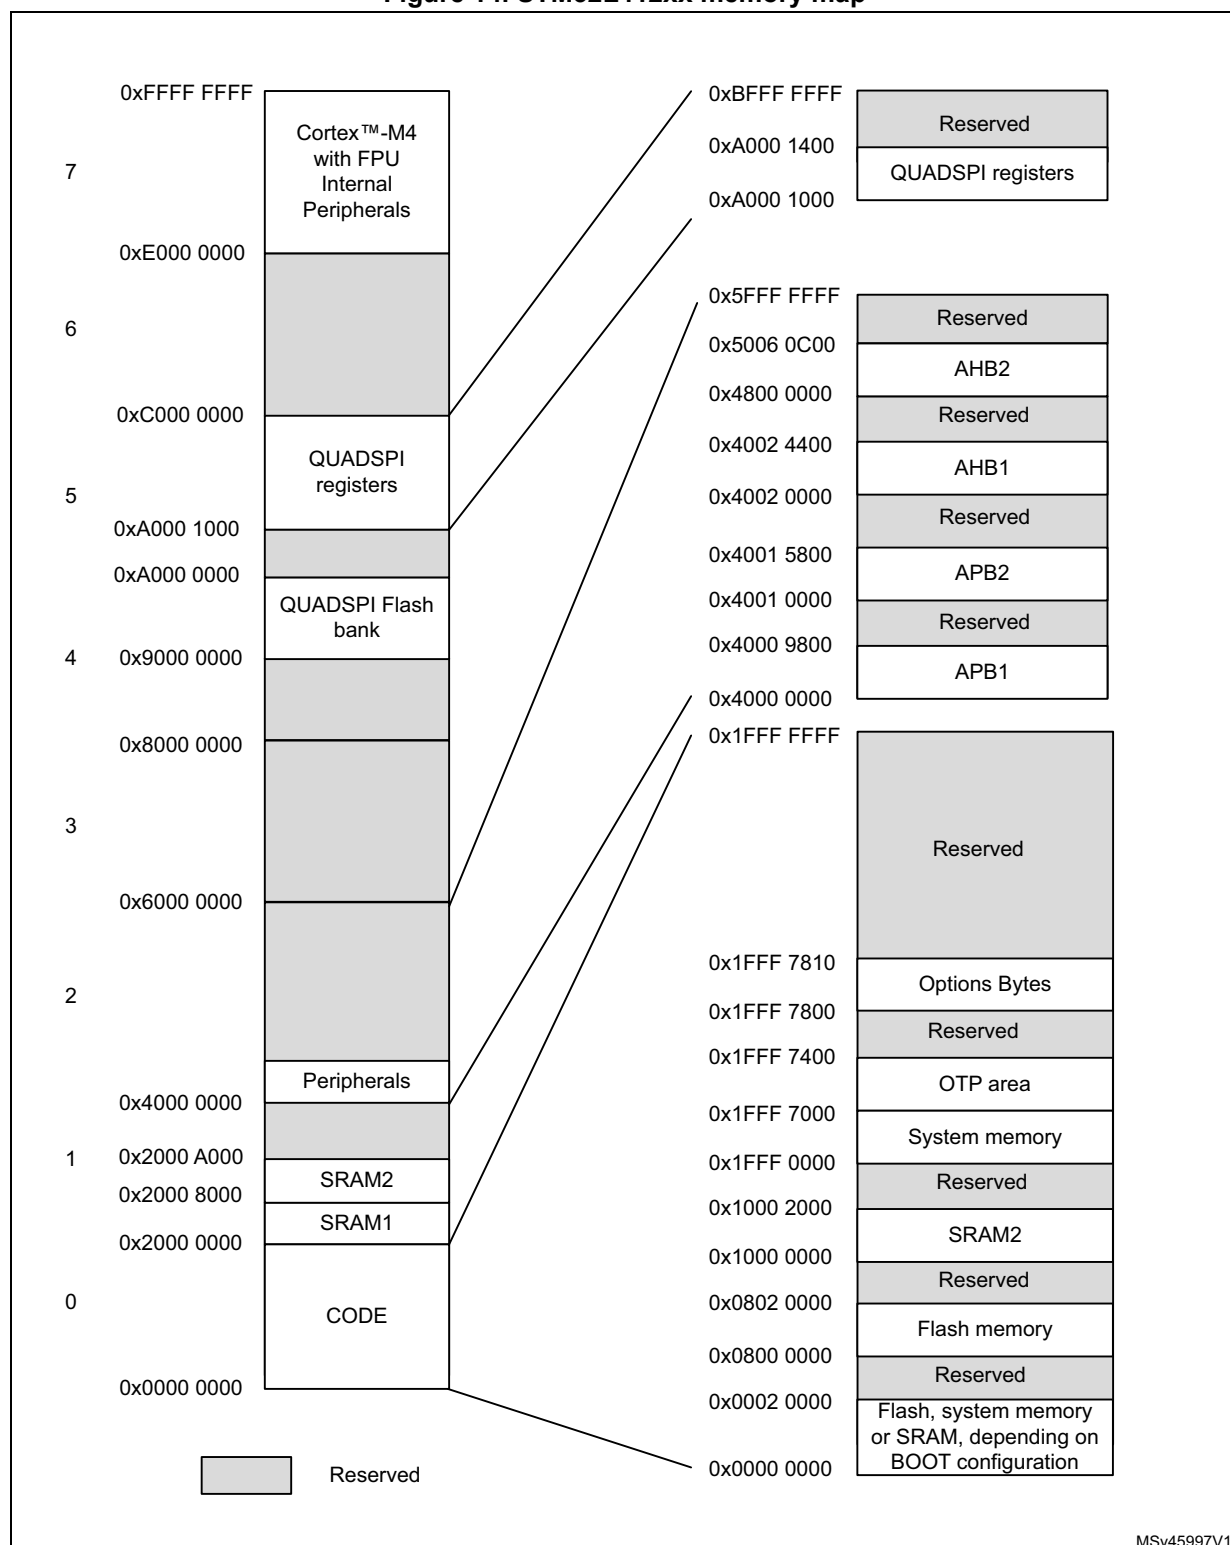 0xFFFF FFFF
Cortex™-M4
with FPU
Internal
Peripherals
7
0xE000 0000
6
0xC000 0000
QUADSPI
registers
5
0xA000 1000
0xA000 0000
QUADSPI Flash
bank
4
0x9000 0000
0x8000 0000
3
0x6000 0000
2
Peripherals
0x4000 0000
1
0x2000 A000
SRAM2
0x2000 8000
SRAM1
0x2000 0000
0
CODE
0x0000 0000
Reserved
0xBFFF FFFF
Reserved
0xA000 1400
QUADSPI registers
0xA000 1000
0x5FFF FFFF
Reserved
0x5006 0C00
AHB2
0x4800 0000
Reserved
0x4002 4400
AHB1
0x4002 0000
Reserved
0x4001 5800
APB2
0x4001 0000
Reserved
0x4000 9800
APB1
0x4000 0000
0x1FFF FFFF
Reserved
0x1FFF 7810
Options Bytes
0x1FFF 7800
Reserved
0x1FFF 7400
OTP area
0x1FFF 7000
System memory
0x1FFF 0000
Reserved
0x1000 2000
SRAM2
0x1000 0000
Reserved
0x0802 0000
Flash memory
0x0800 0000
Reserved
0x0002 0000
Flash, system memory
or SRAM, depending on
BOOT configuration
0x0000 0000
MSv45997V1